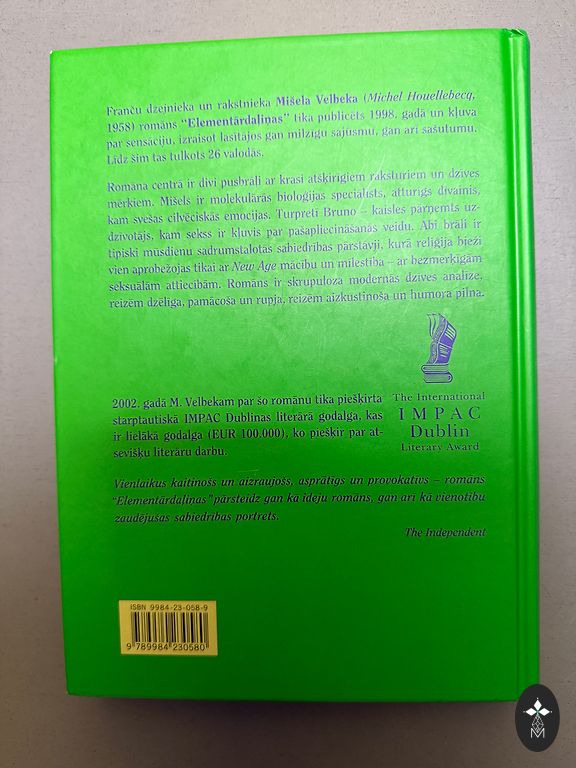 Franču dzejnieka un rakstnieka Mišela Velbeka (Michel Houellebecq,
1958) romāns "Elementārdaļiņas" tika publicēts 1998. gadā un kļuva
par sensāciju, izraisot lasītājos gan milzīgu sajūsmu, gan arī sašutumu.
Līdz šim tas tulkots 26 valodās.
Romāna centrā ir divi pusbrāļi ar krasi atšķirīgiem raksturiem un dzīves
mērķiem. Mišels ir molekulārās bioloģijas speciālists, atturīgs dīvainis,
kam svešas cilvēciskās emocijas. Turpretī Bruno – kaisles pārņemts uz-
dzīvotājs, kam sekss ir kļuvis par pašapliecināšanās veidu. Abi brāļi ir
tipiski mūsdienu sadrumstalotās sabiedrības pārstāvji, kurā reliģija bieži
vien aprobežojas tikai ar New Age mācību un mīlestība – ar bezmērķīgām
seksuālām attiecībām. Romāns ir skrupuloza modernās dzīves analīze,
reizēm dzēlīga, pamācoša un rupja, reizēm aizkustinoša un humora pilna.
2002. gadā M. Velbekam par šo romānu tika piešķirta
starptautiskā IMPAC Dublinas literārā godalga, kas
ir lielākā godalga (EUR 100.000), ko piešķir par at-
sevišķu literāru darbu.
The International
IMPAC
Dublin
Literary Award
Vienlaikus kaitinošs un aizraujošs, asprātīgs un provokatīvs – romāns
"Elementārdaļiņas" pārsteidz gan kā ideju romāns, gan arī kā vienotību
zaudējušas sabiedrības portrets.
The Independent
ISBN 9984-23-058-9
9 789984 230580
M